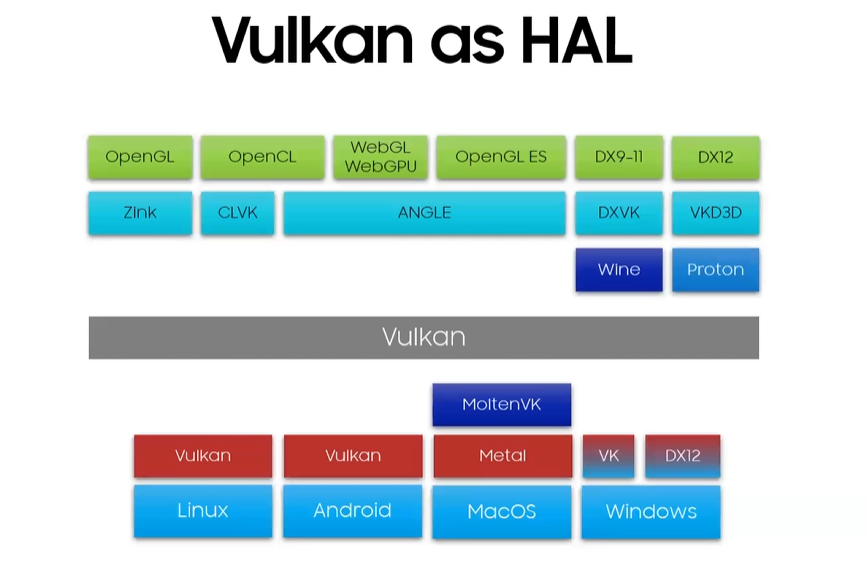 Vulkan as HAL
OpenGL
OpenCL
WebGL
WebGPU
OpenGL ES
DX9-11
DX12
Zink
CLVK
ANGLE
DXVK
VKD3D
Wine
Proton
Vulkan
MoltenVK
Vulkan
Vulkan
Metal
VK
DX12
Linux
Android
MacOS
Windows